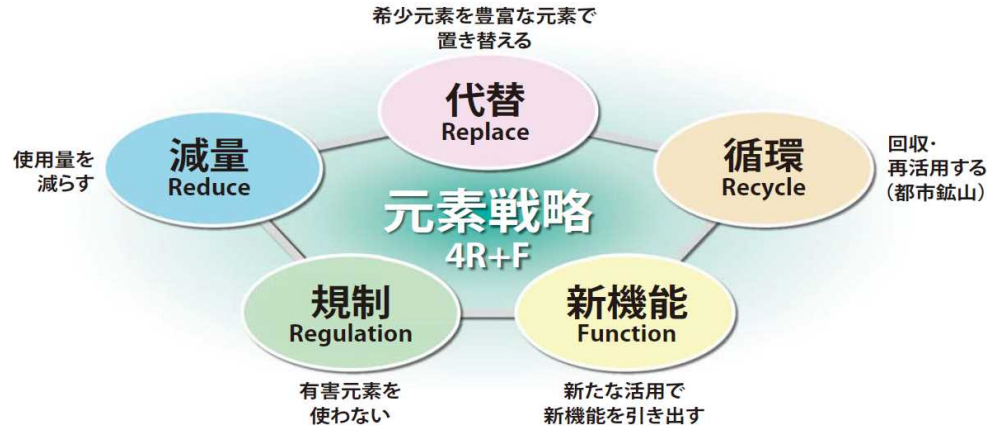 希少元素を豊富な元素で
置き替える
代替
Replace
減量
Reduce
使用量を
減らす
循環
Recycle
回収・
再活用する
（都市鉱山）
元素戦略
4R+F
規制
Regulation
有害元素を
使わない
新機能
Function
新たな活用で
新機能を引き出す